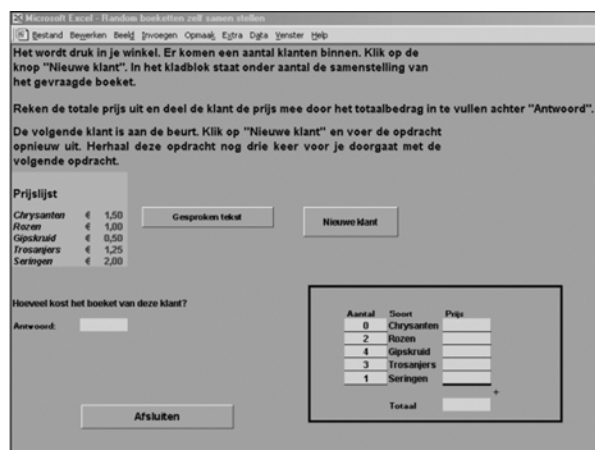 Microsoft Excel - Random boeketten zelf samen stellen
Bestand Bewerken Beeld Invoegen Opmaak Extra Data Venster Help
Het wordt druk in je winkel. Er komen een aantal klanten binnen. Klik op de
knop "Nieuwe klant". In het kladblok staat onder aantal de samenstelling van
het gevraagde boeket.
Reken de totale prijs uit en deel de klant de prijs mee door het totaalbedrag in te vullen achter "Antwoord".
De volgende klant is aan de beurt. Klik op "Nieuwe klant" en voer de opdracht
opnieuw uit. Herhaal deze opdracht nog drie keer voor je doorgaat met de
volgende opdracht.
Prijslijst
Chrysanten € 1,50
Rozen € 1,00
Gipskruid € 0,50
Trosanjers € 1,25
Seringen € 2,00
Gesproken tekst
Nieuwe klant
Hoeveel kost het boeket van deze klant?
Antwoord:
Afsluiten
Aantal Soort Prijs
0 Chrysanten
2 Rozen
4 Gipskruid
3 Trosanjers
1 Seringen
+
Totaal